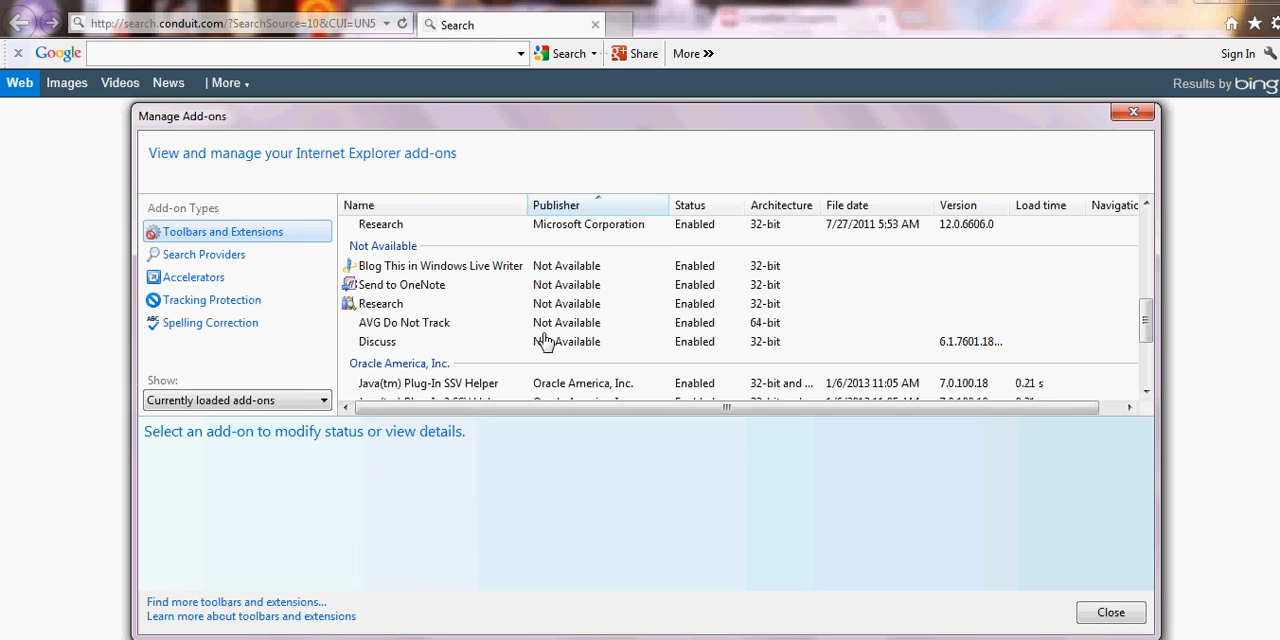 http://search.conduit.com/?SearchSource=10&CUI=UN5
Search
x Google Search Share More »
Sign In
Web Images Videos News | More
Results by bing
Manage Add-ons
View and manage your Internet Explorer add-ons
Add-on Types
Toolbars and Extensions
Search Providers
Accelerators
Tracking Protection
Spelling Correction
Show:
Currently loaded add-ons
Name Publisher Status Architecture File date Version Load time Navigatic
Research Microsoft Corporation Enabled 32-bit 7/27/2011 5:53 AM 12.0.6606.0
Not Available
Blog This in Windows Live Writer Not Available Enabled 32-bit
Send to OneNote Not Available Enabled 32-bit
Research Not Available Enabled 32-bit
AVG Do Not Track Not Available Enabled 64-bit
Discuss Not Available Enabled 32-bit 6.1.7601.18...
Oracle America, Inc.
Java(tm) Plug-In SSV Helper Oracle America, Inc. Enabled 32-bit and ... 1/6/2013 11:05 AM 7.0.100.18 0.21 s
Select an add-on to modify status or view details.
Find more toolbars and extensions...
Learn more about toolbars and extensions
Close